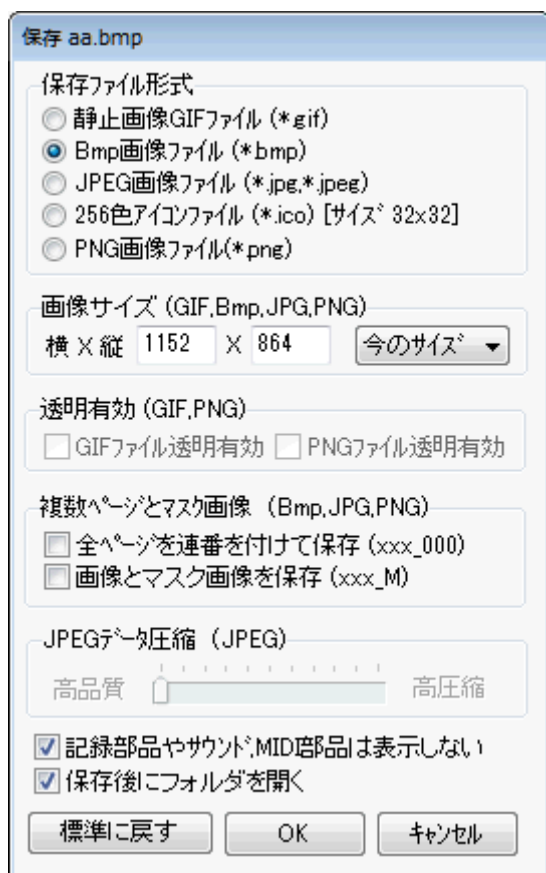 保存 aa.bmp
保存ファイル形式
静止画像GIFファイル (*.gif)
Bmp画像ファイル (*.bmp)
JPEG画像ファイル (*.jpg,*.jpeg)
256色アイコンファイル (*.ico) [サイズ 32x32]
PNG画像ファイル(*.png)
画像サイズ (GIF,Bmp,JPG,PNG)
横 X 縦 1152 X 864 今のサイズ
透明有効 (GIF,PNG)
GIFファイル透明有効 PNGファイル透明有効
複数ページとマスク画像 (Bmp,JPG,PNG)
全ページを連番を付けて保存 (xxx_000)
画像とマスク画像を保存 (xxx_M)
JPEGデータ圧縮 (JPEG)
高品質 高圧縮
記録部品やサウンド,MIDI部品は表示しない
保存後にフォルダを開く
標準に戻す OK キャンセル